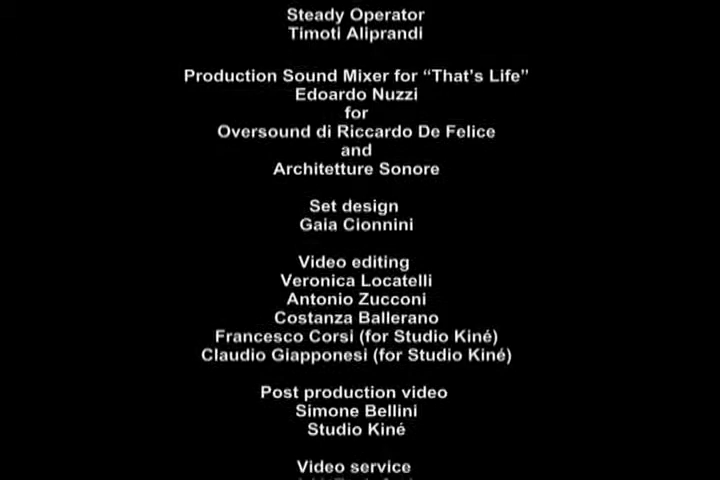 Steady Operator
Timoti Aliprandi
Production Sound Mixer for “That's Life”
Edoardo Nuzzi
for
Oversound di Riccardo De Felice
and
Architetture Sonore
Set design
Gaia Cionnini
Video editing
Veronica Locatelli
Antonio Zucconi
Costanza Ballerano
Francesco Corsi (for Studio Kiné)
Claudio Giapponesi (for Studio Kiné)
Post production video
Simone Bellini
Studio Kiné
Video service